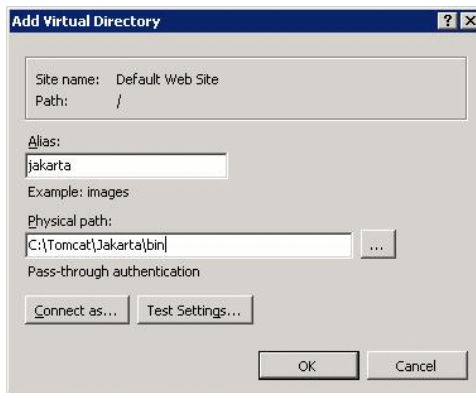 Add Virtual Directory
Site name: Default Web Site
Path: /
Alias:
jakarta
Example: images
Physical path:
C:\Tomcat\Jakarta\bin
...
Pass-through authentication
Connect as... Test Settings...
OK Cancel